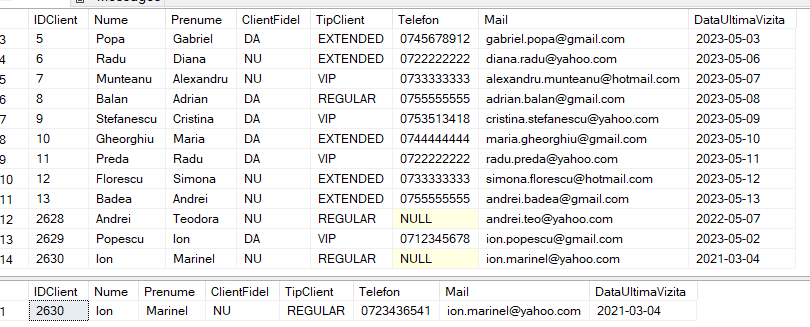 IDClient Nume Prenume ClientFidel TipClient Telefon Mail DataUltimaVizita
3 5 Popa Gabriel DA EXTENDED 0745678912 gabriel.popa@gmail.com 2023-05-03
4 6 Radu Diana NU EXTENDED 0722222222 diana.radu@yahoo.com 2023-05-06
5 7 Munteanu Alexandru NU VIP 0733333333 alexandru.munteanu@hotmail.com 2023-05-07
6 8 Balan Adrian DA REGULAR 0755555555 adrian.balan@gmail.com 2023-05-08
7 9 Stefanescu Cristina DA VIP 0753513418 cristina.stefanescu@yahoo.com 2023-05-09
8 10 Gheorghiu Maria DA EXTENDED 0744444444 maria.gheorghiu@gmail.com 2023-05-10
9 11 Preda Radu DA VIP 0722222222 radu.preda@yahoo.com 2023-05-11
10 12 Florescu Simona NU EXTENDED 0733333333 simona.florescu@hotmail.com 2023-05-12
11 13 Badea Andrei NU EXTENDED 0755555555 andrei.badea@gmail.com 2023-05-13
12 2628 Andrei Teodora NU REGULAR NULL andrei.teo@yahoo.com 2022-05-07
13 2629 Popescu Ion DA VIP 0712345678 ion.popescu@gmail.com 2023-05-02
14 2630 Ion Marinel NU REGULAR NULL ion.marinel@yahoo.com 2021-03-04
IDClient Nume Prenume ClientFidel TipClient Telefon Mail DataUltimaVizita
1 2630 Ion Marinel NU REGULAR 0723436541 ion.marinel@yahoo.com 2021-03-04